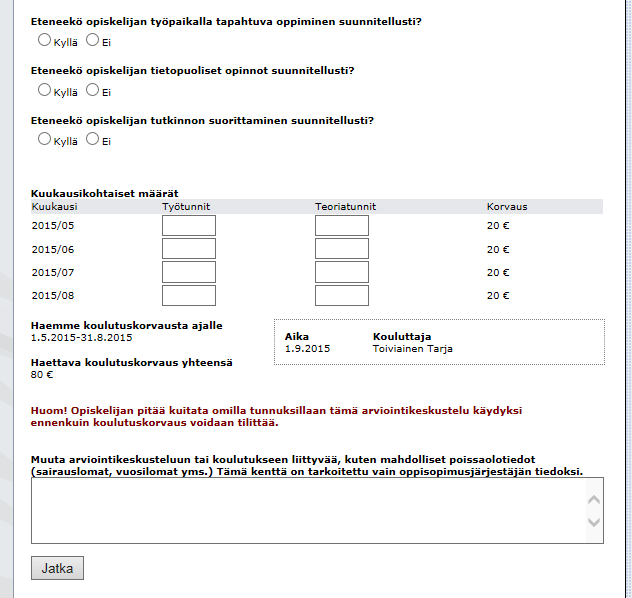 Eteneekö opiskelijan työpaikalla tapahtuva oppiminen suunnitellusti?
Kyllä Ei
Eteneekö opiskelijan tietopuoliset opinnot suunnitellusti?
Kyllä Ei
Eteneekö opiskelijan tutkinnon suorittaminen suunnitellusti?
Kyllä Ei
Kuukausikohtaiset määrät
Kuukausi Työtunnit Teoriatunnit Korvaus
2015/05 20 €
2015/06 20 €
2015/07 20 €
2015/08 20 €
Haemme koulutuskorvausta ajalle
1.5.2015-31.8.2015
Haettava koulutuskorvaus yhteensä
80 €
Aika Kouluttaja
1.9.2015 Toiviainen Tarja
Huom! Opiskelijan pitää kuitata omilla tunnuksillaan tämä arviointikeskustelu käydyksi
ennenkuin koulutuskorvaus voidaan tilittää.
Muuta arviointikeskusteluun tai koulutukseen liittyvää, kuten mahdolliset poissaolotiedot
(sairauslomat, vuosilomat yms.) Tämä kenttä on tarkoitettu vain oppisopimusjärjestäjän tiedoksi.
Jatka